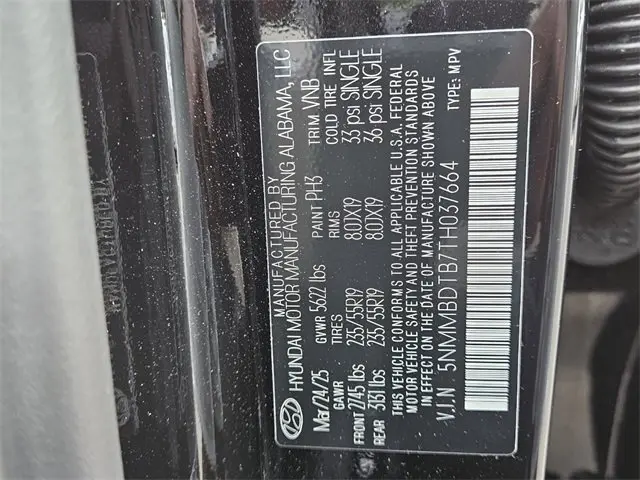 MANUFACTURED BY
HYUNDAI MOTOR MANUFACTURING ALABAMA, LLC
Mar/24/25 GVWR 5622 lbs PAINT PH3 TRIM VNB
GAWR TIRES RIMS COLD TIRE INFL
FRONT 2745 lbs 235/55R19 8.0JX19 33 psi SINGLE
REAR 3131 lbs 235/55R19 8.0JX19 36 psi SINGLE
THIS VEHICLE CONFORMS TO ALL APPLICABLE U.S.A. FEDERAL
MOTOR VEHICLE SAFETY AND THEFT PREVENTION STANDARDS
IN EFFECT ON THE DATE OF MANUFACTURE SHOWN ABOVE
V.I.N 5NMMBDTB7TH037664 TYPE: MPV